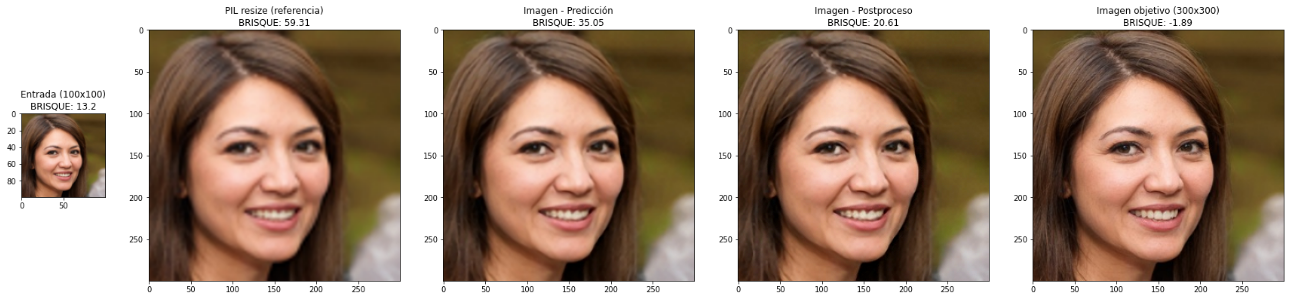 Entrada (100x100)
BRISQUE: 13.2
0
20
40
60
80
0
50
PIL resize (referencia)
BRISQUE: 59.31
0
50
100
150
200
250
0 50 100 150 200 250
Imagen - Predicción
BRISQUE: 35.05
0
50
100
150
200
250
0 50 100 150 200 250
Imagen - Postproceso
BRISQUE: 20.61
0
50
100
150
200
250
0 50 100 150 200 250
Imagen objetivo (300x300)
BRISQUE: -1.89
0
50
100
150
200
250
0 50 100 150 200 250